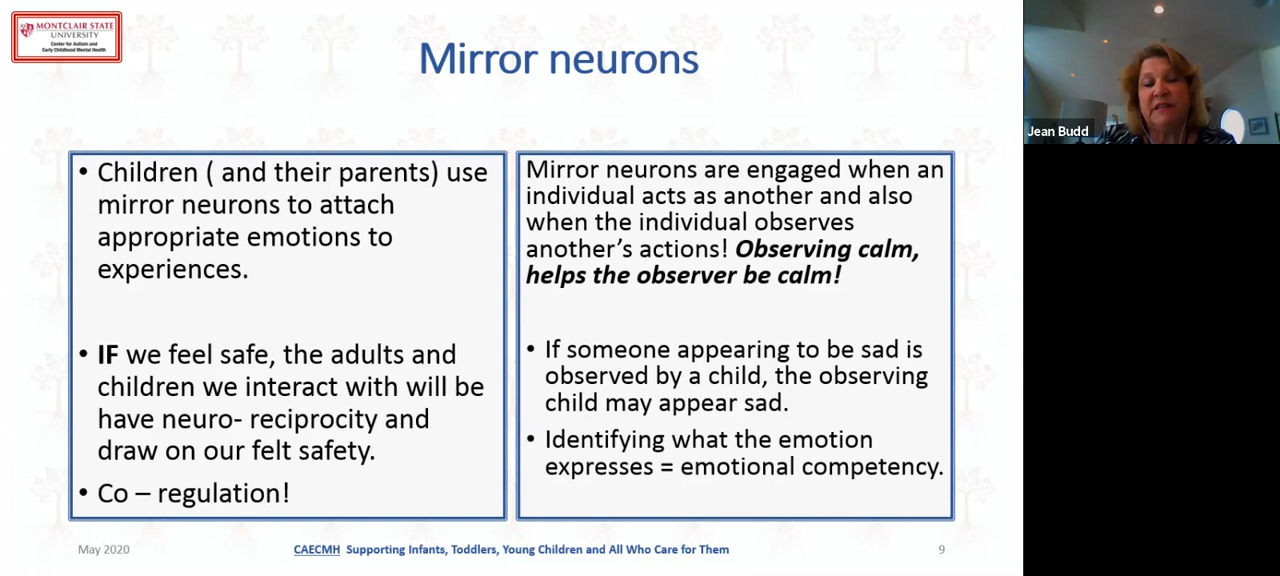 MONTCLAIR STATE
UNIVERSITY
Center for Autism and
Early Childhood Mental Health
Mirror neurons
• Children ( and their parents) use
mirror neurons to attach
appropriate emotions to
experiences.
• IF we feel safe, the adults and
children we interact with will be
have neuro- reciprocity and
draw on our felt safety.
• Co – regulation!
Mirror neurons are engaged when an
individual acts as another and also
when the individual observes
another’s actions! Observing calm,
helps the observer be calm!
• If someone appearing to be sad is
observed by a child, the observing
child may appear sad.
• Identifying what the emotion
expresses = emotional competency.
May 2020
CAECMH Supporting Infants, Toddlers, Young Children and All Who Care for Them
9
Jean Budd